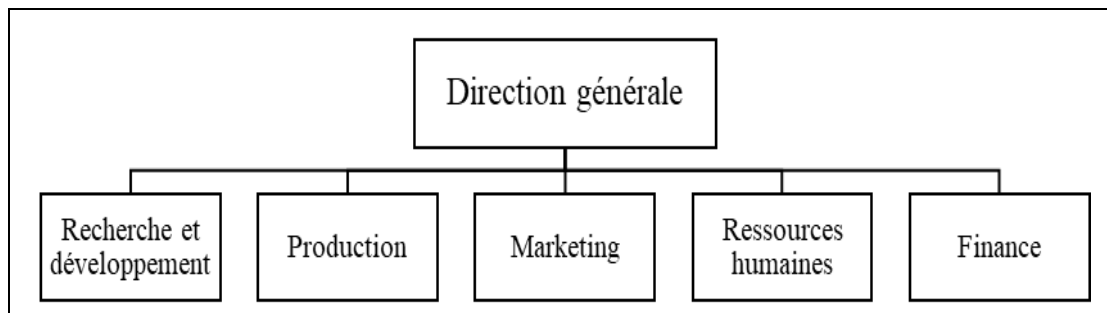 Direction générale
Recherche et
développement
Production
Marketing
Ressources
humaines
Finance